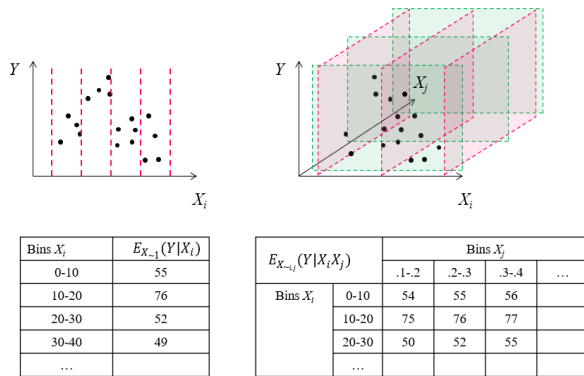 Y
X_i
Y
X_j
X_i
Bins X_i E_{X~1}(Y|X_i)
0-10 55
10-20 76
20-30 52
30-40 49
…
E_{X~i,j}(Y|X_iX_j) Bins X_j
.1-.2 .2-.3 .3-.4 …
Bins X_i 0-10 54 55 56
10-20 75 76 77
20-30 50 52 55
…